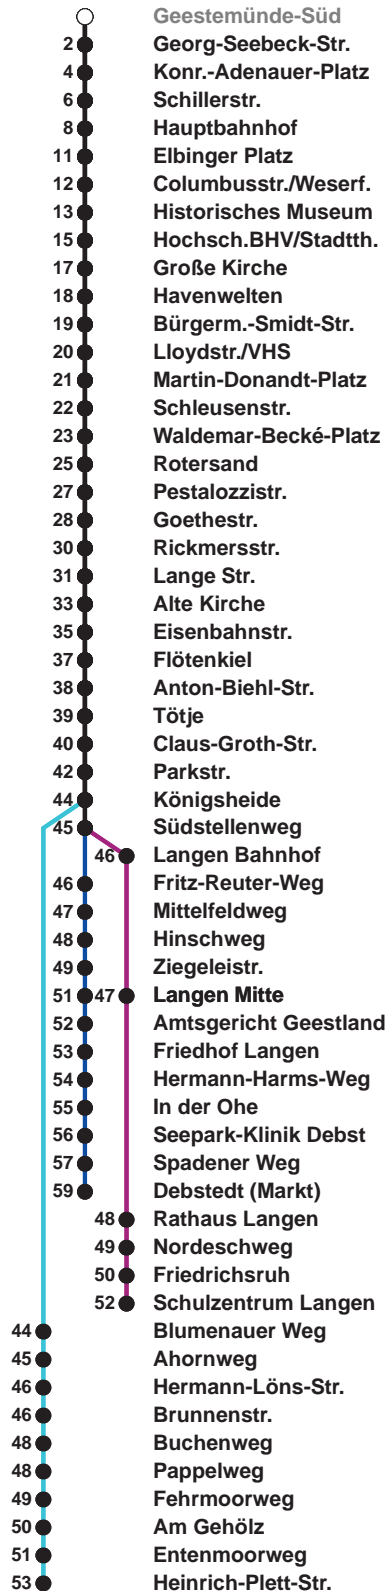 Geestemünde-Süd
2 Georg-Seebeck-Str.
4 Konr.-Adenauer-Platz
6 Schillerstr.
8 Hauptbahnhof
11 Elbinger Platz
12 Columbusstr./Weserf.
13 Historisches Museum
15 Hochsch.BHV/Stadtth.
17 Große Kirche
18 Havenwelten
19 Bürgerm.-Smidt-Str.
20 Lloydstr./VHS
21 Martin-Donandt-Platz
22 Schleusenstr.
23 Waldemar-Becké-Platz
25 Rotersand
27 Pestalozzistr.
28 Goethestr.
30 Rickmersstr.
31 Lange Str.
33 Alte Kirche
35 Eisenbahnstr.
37 Flötenkiel
38 Anton-Biehl-Str.
39 Tötje
40 Claus-Groth-Str.
42 Parkstr.
44 Königsheide
45 Südstellenweg
46 Langen Bahnhof
46 Fritz-Reuter-Weg
47 Mittelfeldweg
48 Hinschweg
49 Ziegeleistr.
51 47 Langen Mitte
52 Amtsgericht Geestland
53 Friedhof Langen
54 Hermann-Harms-Weg
55 In der Ohe
56 Seepark-Klinik Debst
57 Spadener Weg
59 Debstedt (Markt)
48 Rathaus Langen
49 Nordeschweg
50 Friedrichsruh
52 Schulzentrum Langen
44 Blumenauer Weg
45 Ahornweg
46 Hermann-Löns-Str.
46 Brunnenstr.
48 Buchenweg
48 Pappelweg
49 Fehrmoorweg
50 Am Gehölz
51 Entenmoorweg
53 Heinrich-Plett-Str.